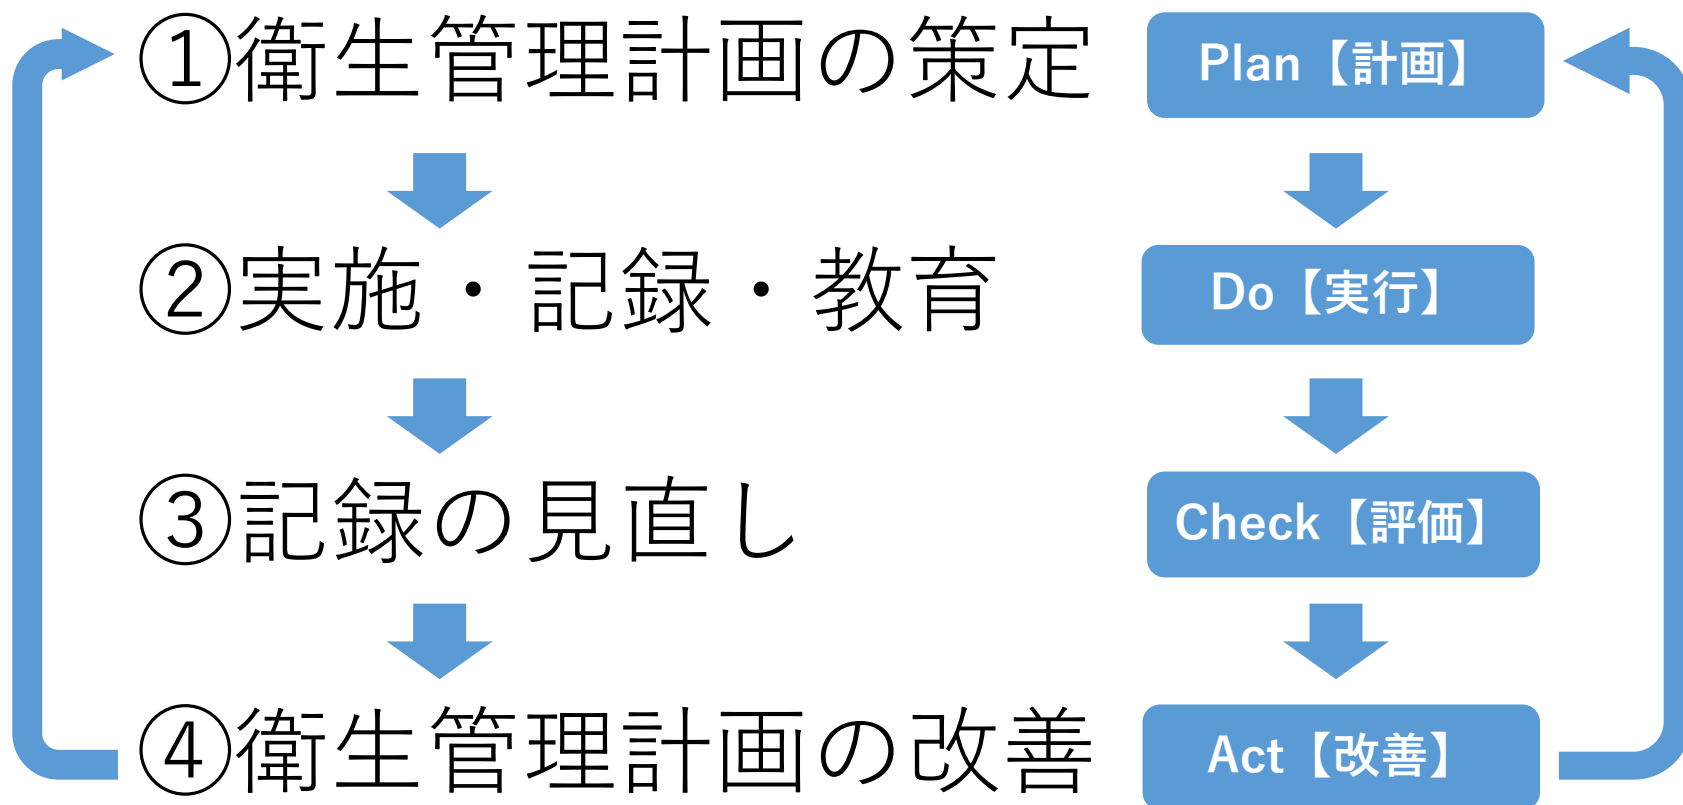 ①衛生管理計画の策定
Plan【計画】
②実施・記録・教育
Do【実行】
③記録の見直し
Check【評価】
④衛生管理計画の改善
Act【改善】